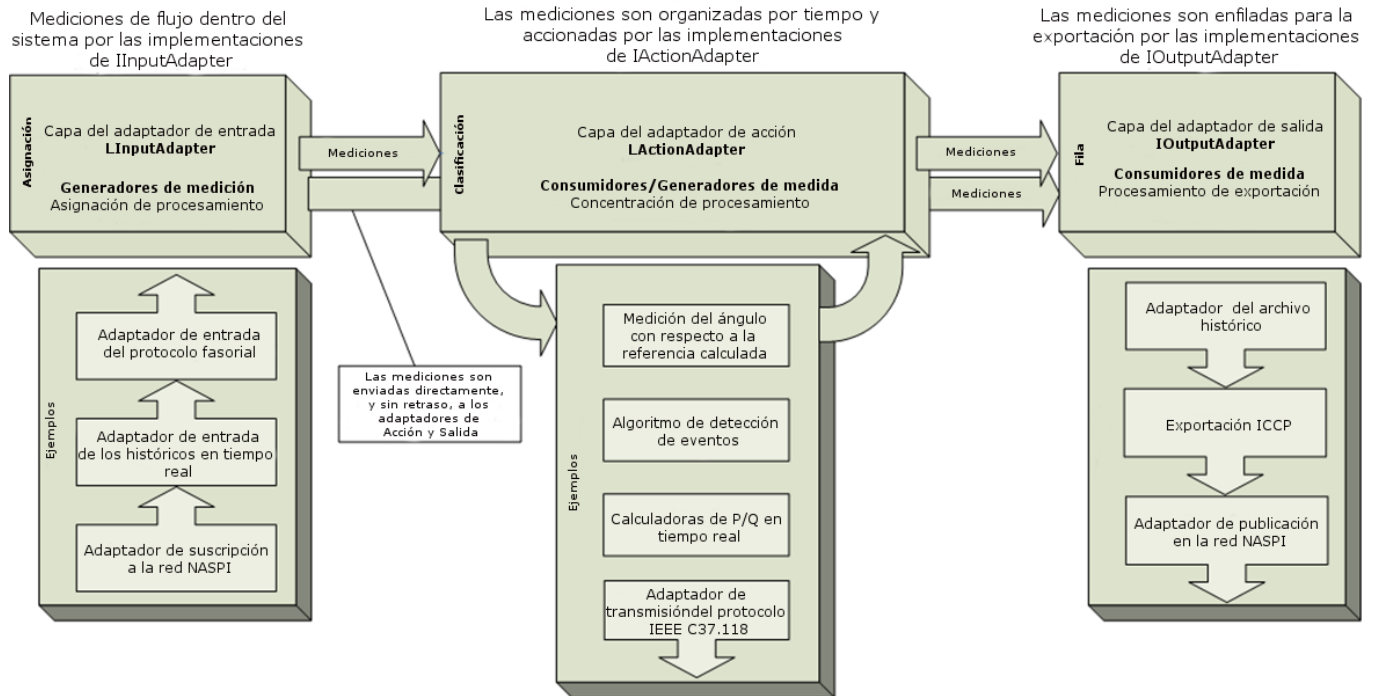 Mediciones de flujo dentro del
sistema por las implementaciones
de IInputAdapter
Las mediciones son organizadas por tiempo y
accionadas por las implementaciones
de IActionAdapter
Las mediciones son enfiladas para la
exportación por las implementaciones
de IOutputAdapter
Asignación
Capa del adaptador de entrada
LInputAdapter
Generadores de medición
Asignación de procesamiento
Mediciones
Clasificación
Capa del adaptador de acción
LActionAdapter
Consumidores/Generadores de medida
Concentración de procesamiento
Mediciones
Mediciones
Fila
Capa del adaptador de salida
IOutputAdapter
Consumidores de medida
Procesamiento de exportación
Ejemplos
Adaptador de entrada
del protocolo fasorial
Adaptador de entrada
de los históricos en tiempo
real
Adaptador de suscripción
a la red NASPI
Las mediciones son
enviadas directamente,
y sin retraso, a los
adaptadores de
Acción y Salida
Ejemplos
Medición del ángulo
con respecto a la
referencia calculada
Algoritmo de detección
de eventos
Calculadoras de P/Q en
tiempo real
Adaptador de
transmisióndel protocolo
IEEE C37.118
Adaptador del archivo
histórico
Exportación ICCP
Adaptador de publicación
en la red NASPI